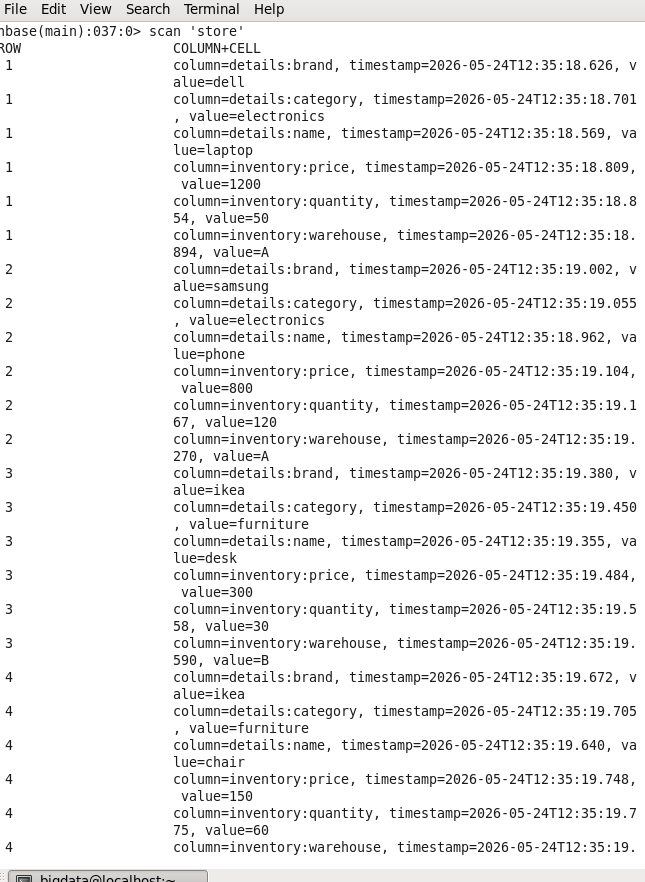 File Edit View Search Terminal Help
hbase(main):037:0> scan 'store'
ROW COLUMN+CELL
1 column=details:brand, timestamp=2026-05-24T12:35:18.626, v
alue=dell
1 column=details:category, timestamp=2026-05-24T12:35:18.701
, value=electronics
1 column=details:name, timestamp=2026-05-24T12:35:18.569, va
lue=laptop
1 column=inventory:price, timestamp=2026-05-24T12:35:18.809,
value=1200
1 column=inventory:quantity, timestamp=2026-05-24T12:35:18.8
54, value=50
1 column=inventory:warehouse, timestamp=2026-05-24T12:35:18.
894, value=A
2 column=details:brand, timestamp=2026-05-24T12:35:19.002, v
alue=samsung
2 column=details:category, timestamp=2026-05-24T12:35:19.055
, value=electronics
2 column=details:name, timestamp=2026-05-24T12:35:18.962, va
lue=phone
2 column=inventory:price, timestamp=2026-05-24T12:35:19.104,
value=800
2 column=inventory:quantity, timestamp=2026-05-24T12:35:19.1
67, value=120
2 column=inventory:warehouse, timestamp=2026-05-24T12:35:19.
270, value=A
3 column=details:brand, timestamp=2026-05-24T12:35:19.380, v
alue=ikea
3 column=details:category, timestamp=2026-05-24T12:35:19.450
, value=furniture
3 column=details:name, timestamp=2026-05-24T12:35:19.355, va
lue=desk
3 column=inventory:price, timestamp=2026-05-24T12:35:19.484,
value=300
3 column=inventory:quantity, timestamp=2026-05-24T12:35:19.5
58, value=30
3 column=inventory:warehouse, timestamp=2026-05-24T12:35:19.
590, value=B
4 column=details:brand, timestamp=2026-05-24T12:35:19.672, v
alue=ikea
4 column=details:category, timestamp=2026-05-24T12:35:19.705
, value=furniture
4 column=details:name, timestamp=2026-05-24T12:35:19.640, va
lue=chair
4 column=inventory:price, timestamp=2026-05-24T12:35:19.748,
value=150
4 column=inventory:quantity, timestamp=2026-05-24T12:35:19.7
75, value=60
4 column=inventory:warehouse, timestamp=2026-05-24T12:35:19.
bigdata@localhost:~